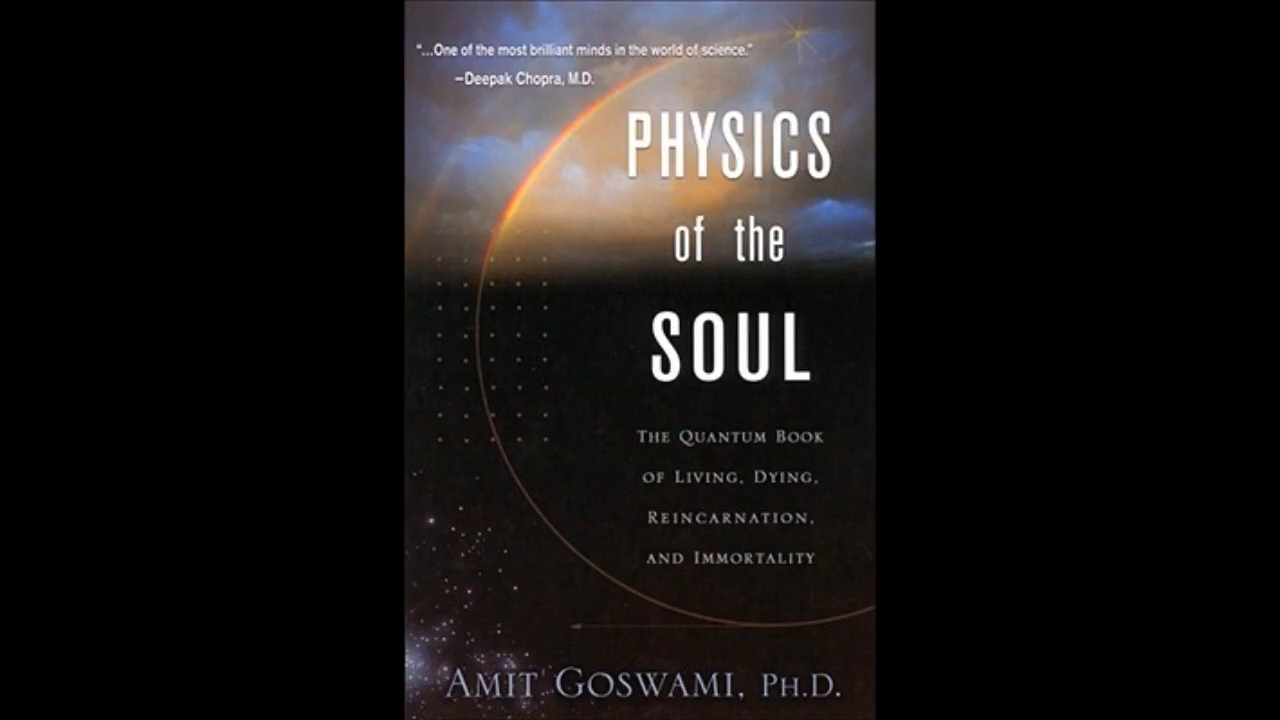 "...One of the most brilliant minds in the world of science."
–Deepak Chopra, M.D.
PHYSICS
of the
SOUL
THE QUANTUM BOOK
OF LIVING, DYING,
REINCARNATION,
AND IMMORTALITY
AMIT GOSWAMI, PH.D.